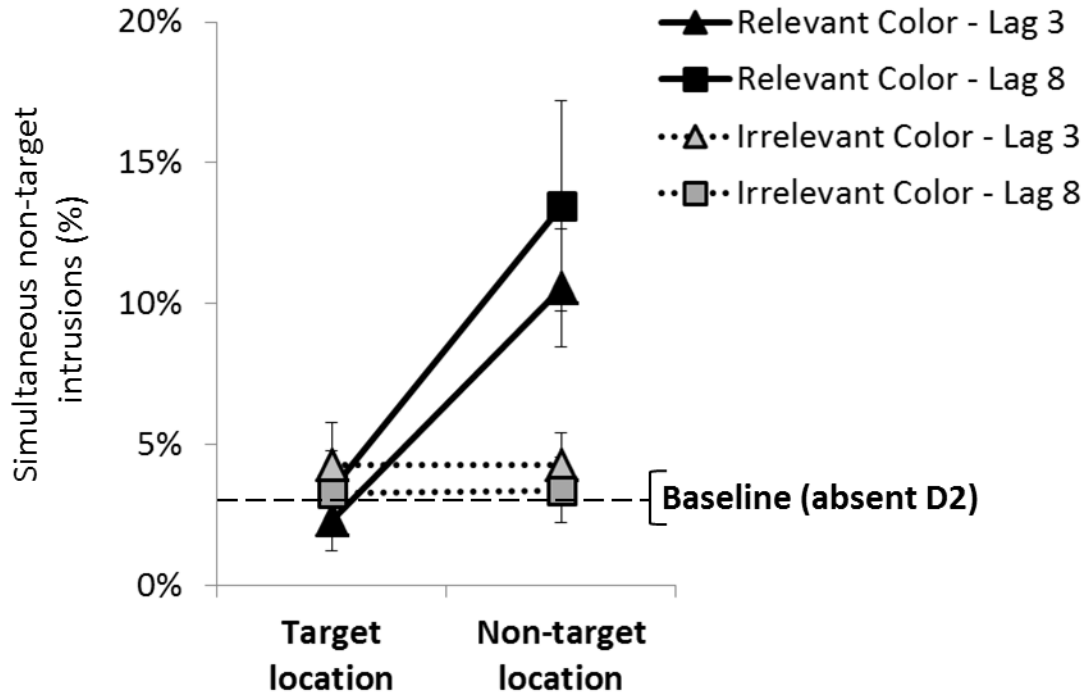 Simultaneous non-target
intrusions (%)
20%
15%
10%
5%
0%
Relevant Color - Lag 3
Relevant Color - Lag 8
Irrelevant Color - Lag 3
Irrelevant Color - Lag 8
Baseline (absent D2)
Target
location
Non-target
location